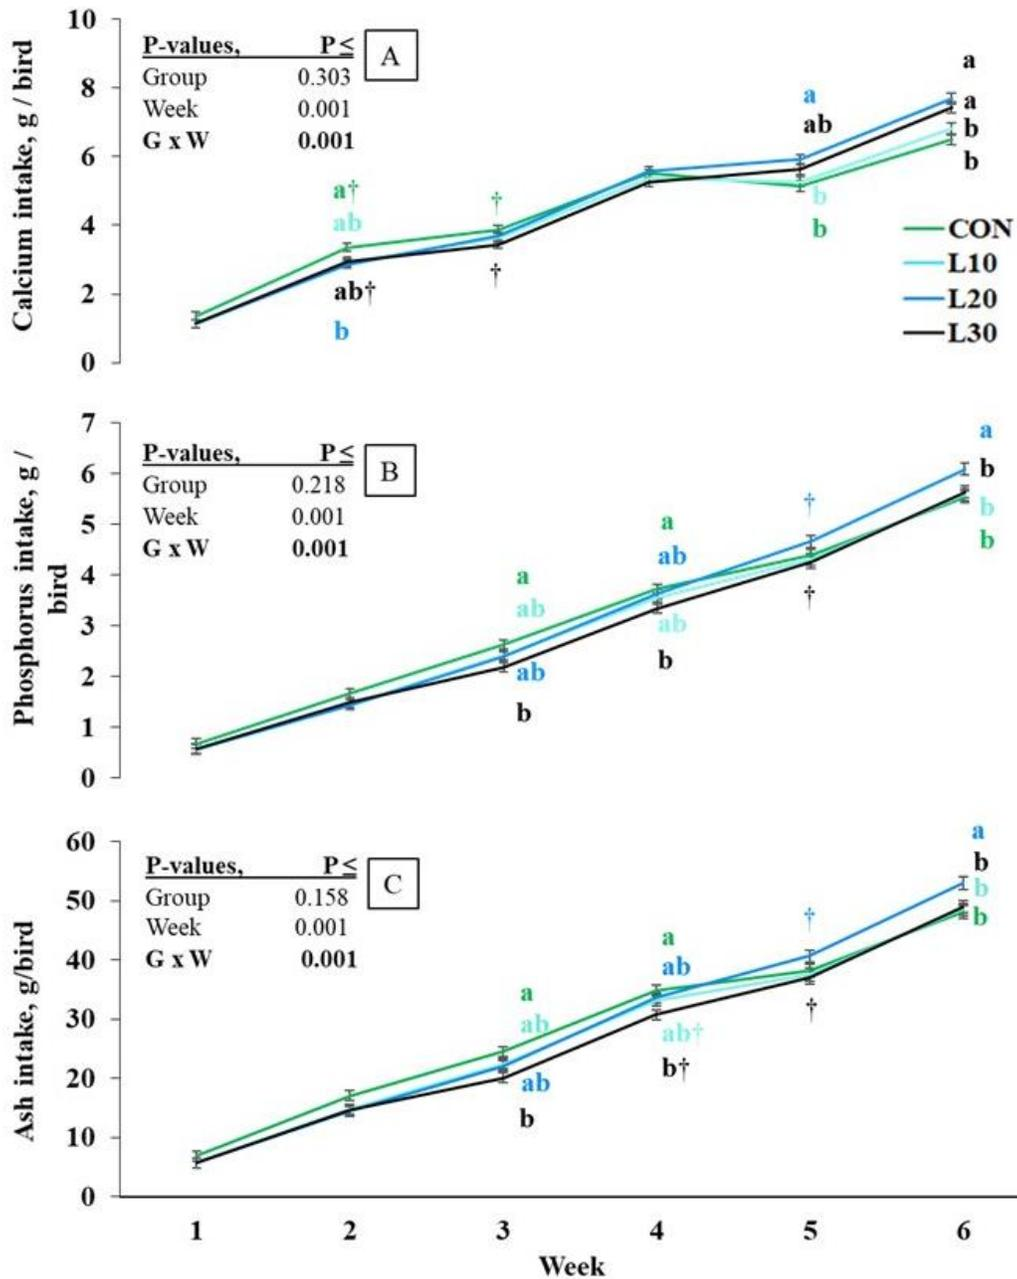 10
8
6
4
2
0
Calcium intake, g / bird
P-values, P ≤
Group 0.303
Week 0.001
G x W 0.001
A
a†
ab
ab†
b
†
†
a
ab
b
b
a
a
b
b
CON
L10
L20
L30
7
6
5
4
3
2
1
0
Phosphorus intake, g /
bird
P-values, P ≤
Group 0.218
Week 0.001
G x W 0.001
B
a
ab
ab
b
a
ab
ab
b
†
†
a
b
b
b
60
50
40
30
20
10
0
Ash intake, g/bird
P-values, P ≤
Group 0.158
Week 0.001
G x W 0.001
C
a
ab
ab
b
a
ab
ab†
b†
†
†
a
b
b
b
1 2 3 4 5 6
Week